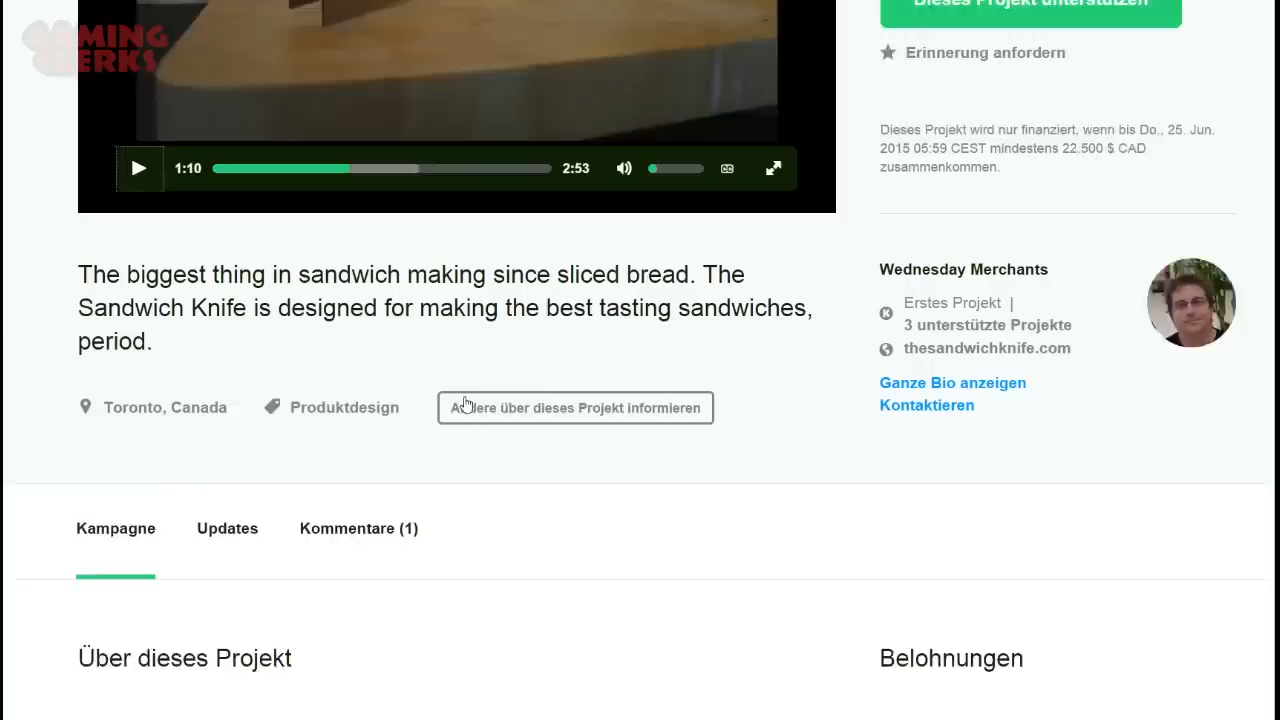 Dieses Projekt unterstützen
GAMING
JERKS
Erinnerung anfordern
Dieses Projekt wird nur finanziert, wenn bis Do., 25. Jun.
2015 05:59 CEST mindestens 22.500 $ CAD
zusammenkommen.
1:10
2:53
CC
The biggest thing in sandwich making since sliced bread. The
Sandwich Knife is designed for making the best tasting sandwiches,
period.
Toronto, Canada
Produktdesign
Andere über dieses Projekt informieren
Wednesday Merchants
Erstes Projekt |
3 unterstützte Projekte
thesandwichknife.com
Ganze Bio anzeigen
Kontaktieren
Kampagne
Updates
Kommentare (1)
Über dieses Projekt
Belohnungen